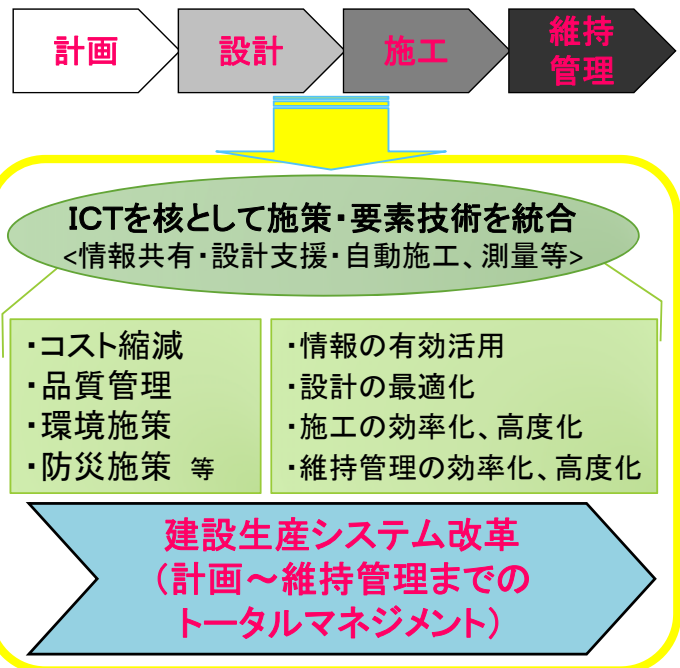 計画
設計
施工
維持
管理
ICTを核として施策・要素技術を統合
<情報共有・設計支援・自動施工、測量等>
・コスト縮減
・品質管理
・環境施策
・防災施策 等
・情報の有効活用
・設計の最適化
・施工の効率化、高度化
・維持管理の効率化、高度化
建設生産システム改革
（計画～維持管理までの
トータルマネジメント）